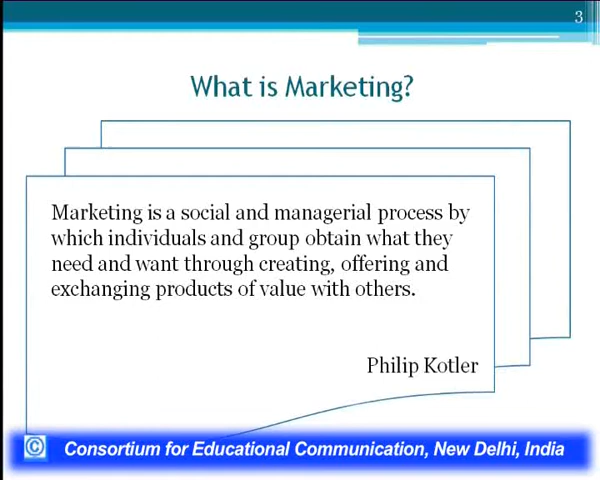 3
What is Marketing?
Marketing is a social and managerial process by
which individuals and group obtain what they
need and want through creating, offering and
exchanging products of value with others.
Philip Kotler
© Consortium for Educational Communication, New Delhi, India